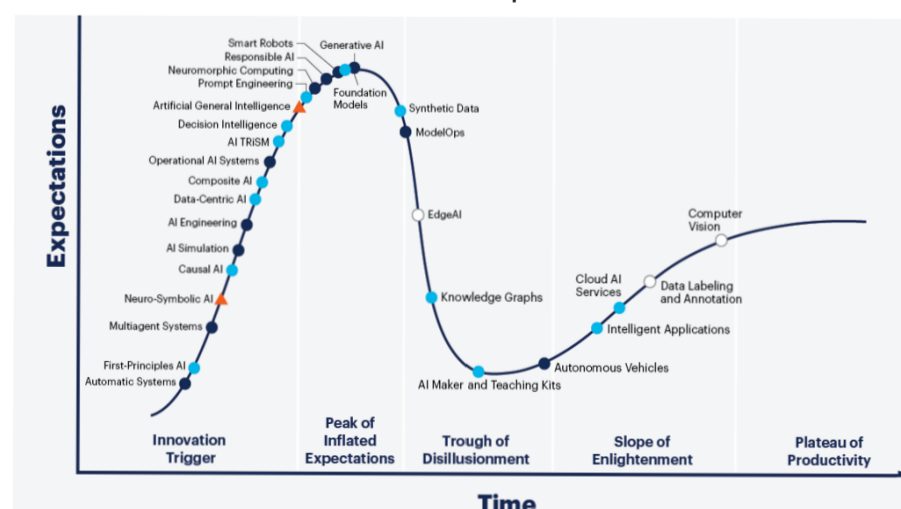 Smart Robots
Generative AI
Responsible AI
Neuromorphic Computing
Prompt Engineering
Foundation
Models
Artificial General Intelligence
Synthetic Data
Decision Intelligence
ModelOps
AI TRiSM
Operational AI Systems
Composite AI
Data-Centric AI
EdgeAI
AI Engineering
AI Simulation
Causal AI
Neuro-Symbolic AI
Multiagent Systems
First-Principles AI
Automatic Systems
Knowledge Graphs
AI Maker and Teaching Kits
Autonomous Vehicles
Intelligent Applications
Cloud AI
Services
Data Labeling
and Annotation
Computer
Vision
Expectations
Innovation
Trigger
Peak of
Inflated
Expectations
Trough of
Disillusionment
Slope of
Enlightenment
Plateau of
Productivity
Time